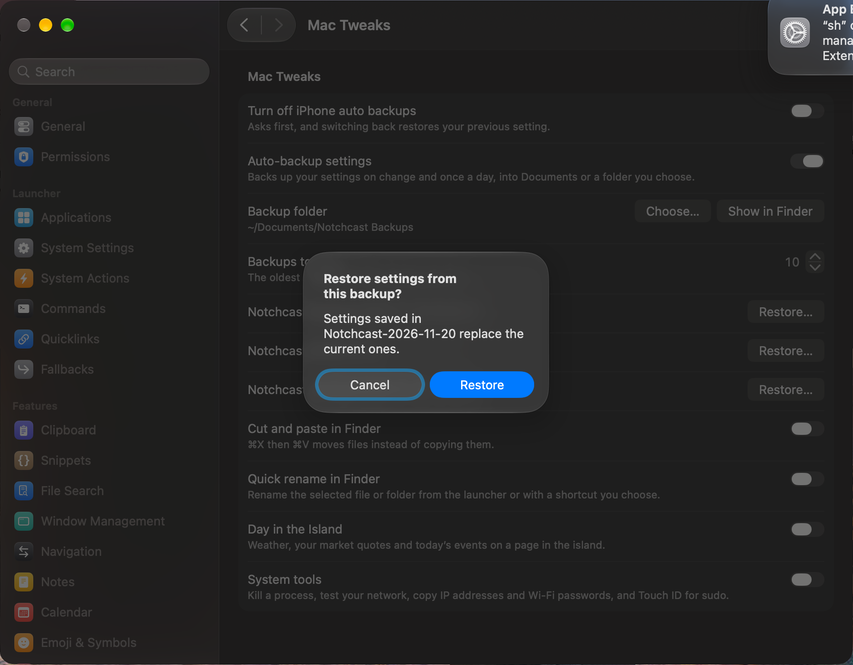 Mac Tweaks
App
"sh"
mana
Exten
Search
General
General
Permissions
Launcher
Applications
System Settings
System Actions
Commands
Quicklinks
Fallbacks
Features
Clipboard
Snippets
File Search
Window Management
Navigation
Notes
Calendar
Emoji & Symbols
Mac Tweaks
Turn off iPhone auto backups
Asks first, and switching back restores your previous setting.
Auto-backup settings
Backs up your settings on change and once a day, into Documents or a folder you choose.
Backup folder
~/Documents/Notchcast Backups
Choose...
Show in Finder
Backups
10
The oldest
Notchcas
Restore...
Notchcas
Restore...
Notchcas
Restore...
Restore settings from
this backup?
Settings saved in
Notchcast-2026-11-20 replace the
current ones.
Cancel
Restore
Cut and paste in Finder
⌘X then ⌘V moves files instead of copying them.
Quick rename in Finder
Rename the selected file or folder from the launcher or with a shortcut you choose.
Day in the Island
Weather, your market quotes and today's events on a page in the island.
System tools
Kill a process, test your network, copy IP addresses and Wi-Fi passwords, and Touch ID for sudo.